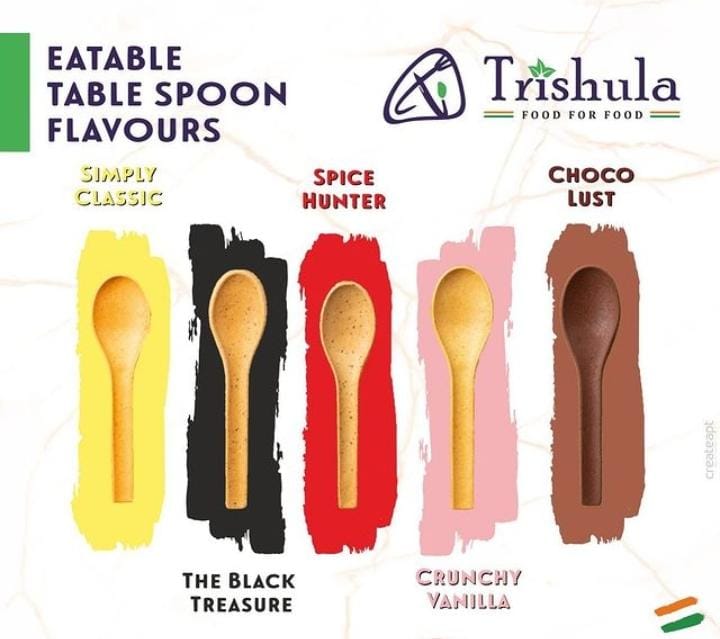 EATABLE
TABLE SPOON
FLAVOURS
Trishula
FOOD FOR FOOD
SIMPLY
CLASSIC
SPICE
HUNTER
CHOCO
LUST
THE BLACK
TREASURE
CRUNCHY
VANILLA
createapt